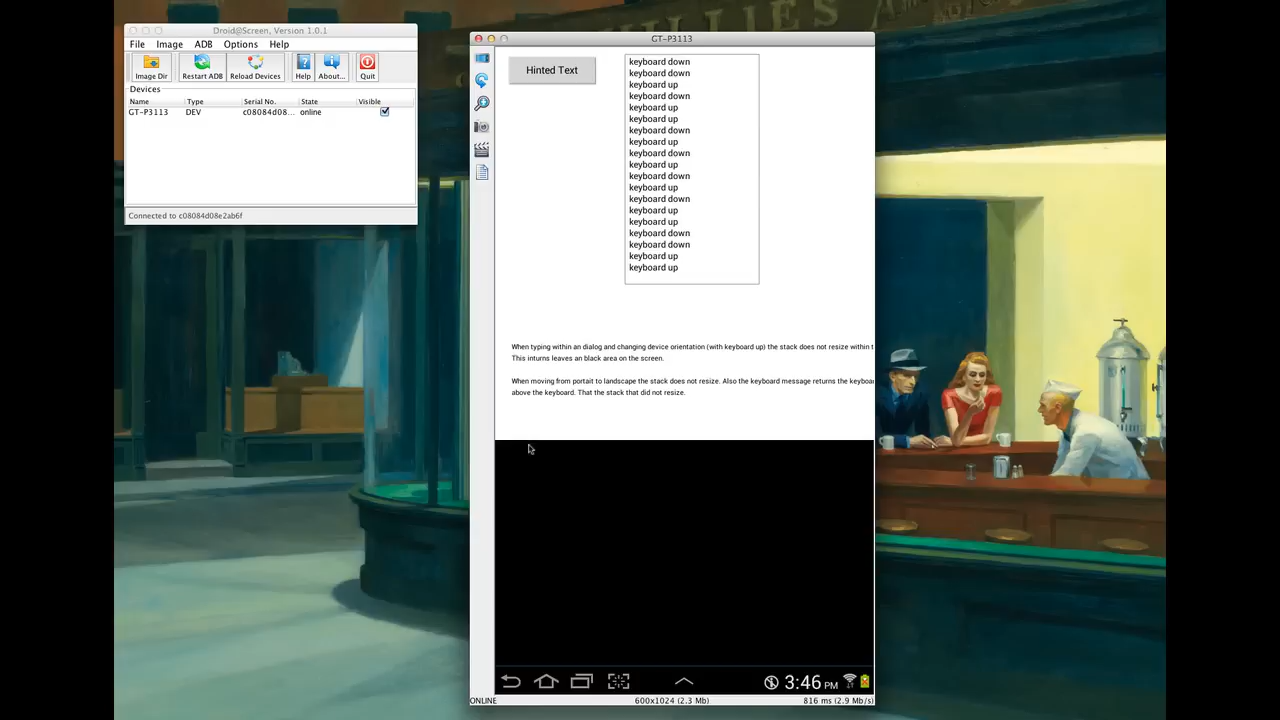 PHILLIES AMERICA
Droid@Screen, Version 1.0.1
File Image ADB Options Help
Image Dir Restart ADB Reload Devices Help About... Quit
Devices
Name Type Serial No. State Visible
GT-P3113 DEV c08084d08... online
Connected to c08084d08e2ab6f
GT-P3113
Hinted Text
keyboard down
keyboard down
keyboard up
keyboard down
keyboard up
keyboard up
keyboard down
keyboard up
keyboard down
keyboard up
keyboard down
keyboard up
keyboard down
keyboard up
keyboard up
keyboard down
keyboard down
keyboard up
keyboard up
When typing within an dialog and changing device orientation (with keyboard up) the stack does not resize within t
This inturns leaves an black area on the screen.
When moving from portait to landscape the stack does not resize. Also the keyboard message returns the keyboar
above the keyboard. That the stack that did not resize.
3:46 PM
ONLINE 600x1024 (2.3 Mb) 816 ms (2.9 Mb/s)